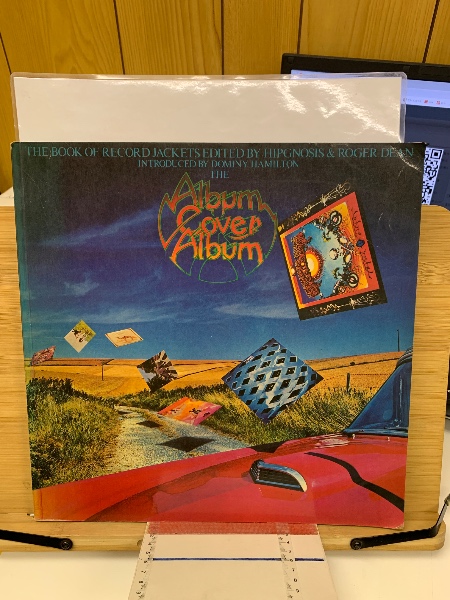 THE BOOK OF RECORD JACKETS EDITED BY HIPGNOSIS & ROGER DEAN
INTRODUCED BY DOMINY HAMILTON
THE
Album
Cover
Album